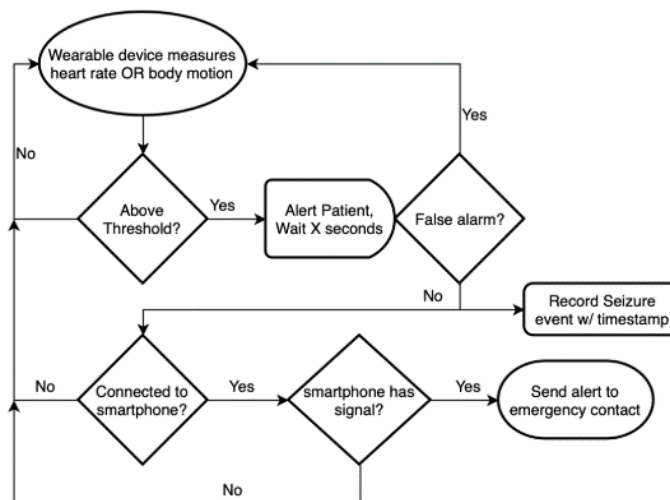 Wearable device measures
heart rate OR body motion
Yes
No
Above
Threshold?
Yes
Alert Patient,
Wait X seconds
False alarm?
No
Record Seizure
event w/ timestamp
No
Connected to
smartphone?
Yes
smartphone has
signal?
Yes
Send alert to
emergency contact
No